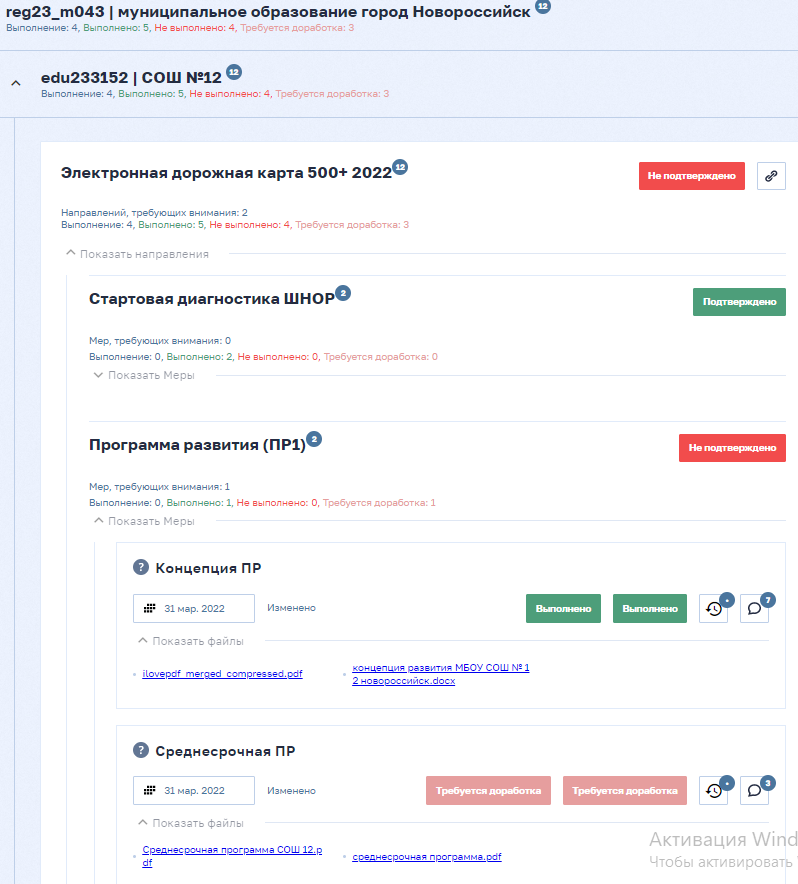 reg23_m043 | муниципальное образование город Новороссийск 12
Выполнение: 4, Выполнено: 5, Не выполнено: 4, Требуется доработка: 3
edu233152 | СОШ №12 12
Выполнение: 4, Выполнено: 5, Не выполнено: 4, Требуется доработка: 3
Электронная дорожная карта 500+ 2022 12
Не подтверждено
Направлений, требующих внимания: 2
Выполнение: 4, Выполнено: 5, Не выполнено: 4, Требуется доработка: 3
Показать направления
Стартовая диагностика ШНОР 2
Подтверждено
Мер, требующих внимания: 0
Выполнение: 0, Выполнено: 2, Не выполнено: 0, Требуется доработка: 0
Показать Меры
Программа развития (ПР1) 2
Не подтверждено
Мер, требующих внимания: 1
Выполнение: 0, Выполнено: 1, Не выполнено: 0, Требуется доработка: 1
Показать Меры
? Концепция ПР
31 мар. 2022 Изменено Выполнено Выполнено 7
Показать файлы
ilovepdf_merged_compressed.pdf
концепция развития МБОУ СОШ № 1
2 новороссийск.docx
? Среднесрочная ПР
31 мар. 2022 Изменено Требуется доработка Требуется доработка 3
Показать файлы
Среднесрочная программа СОШ 12.p
df
среднесрочная программа.pdf
Активация Wind
Чтобы активировать